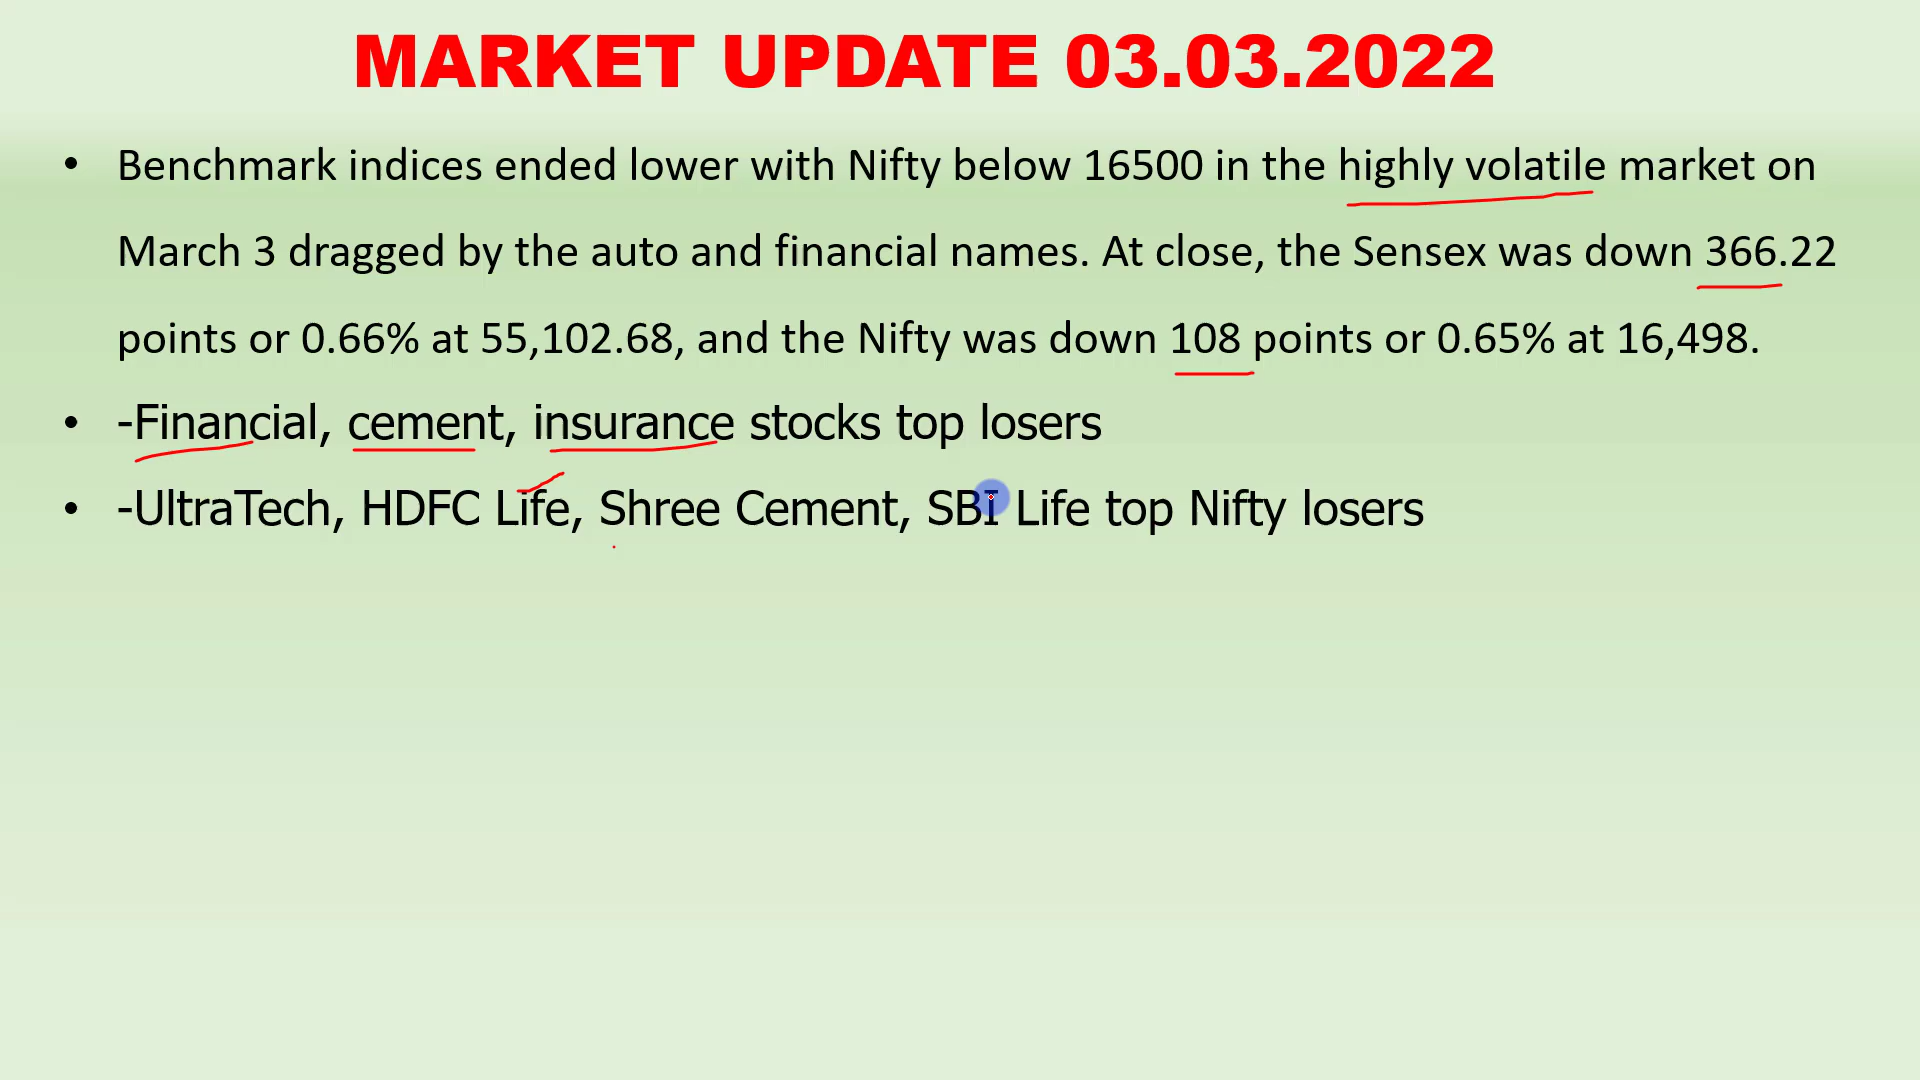 MARKET UPDATE 03.03.2022
• Benchmark indices ended lower with Nifty below 16500 in the highly volatile market on
March 3 dragged by the auto and financial names. At close, the Sensex was down 366.22
points or 0.66% at 55,102.68, and the Nifty was down 108 points or 0.65% at 16,498.
• -Financial, cement, insurance stocks top losers
• -UltraTech, HDFC Life, Shree Cement, SBI Life top Nifty losers